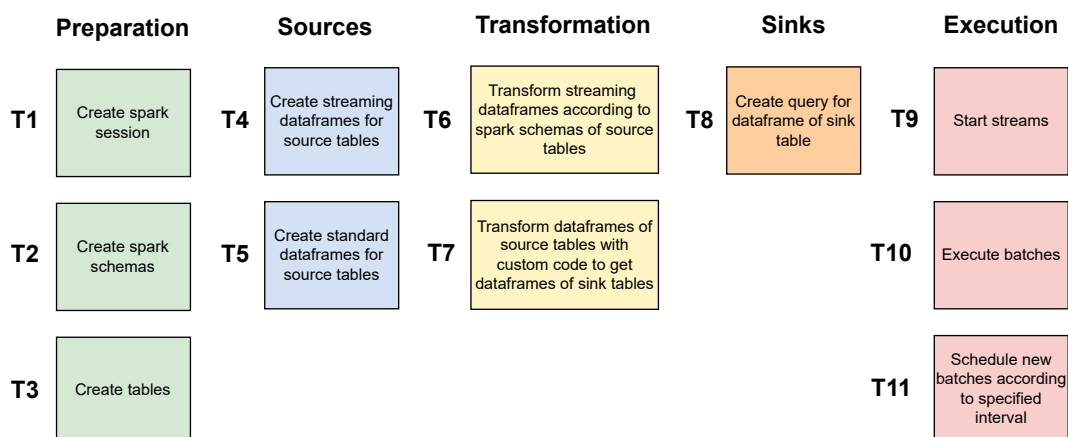 Preparation
Sources
Transformation
Sinks
Execution
T1
Create spark
session
T4
Create streaming
dataframes for
source tables
T6
Transform streaming
dataframes according to
spark schemas of source
tables
T8
Create query for
dataframe of sink
table
T9
Start streams
T2
Create spark
schemas
T5
Create standard
dataframes for
source tables
T7
Transform dataframes of
source tables with
custom code to get
dataframes of sink tables
T10
Execute batches
T3
Create tables
T11
Schedule new
batches according
to specified
interval